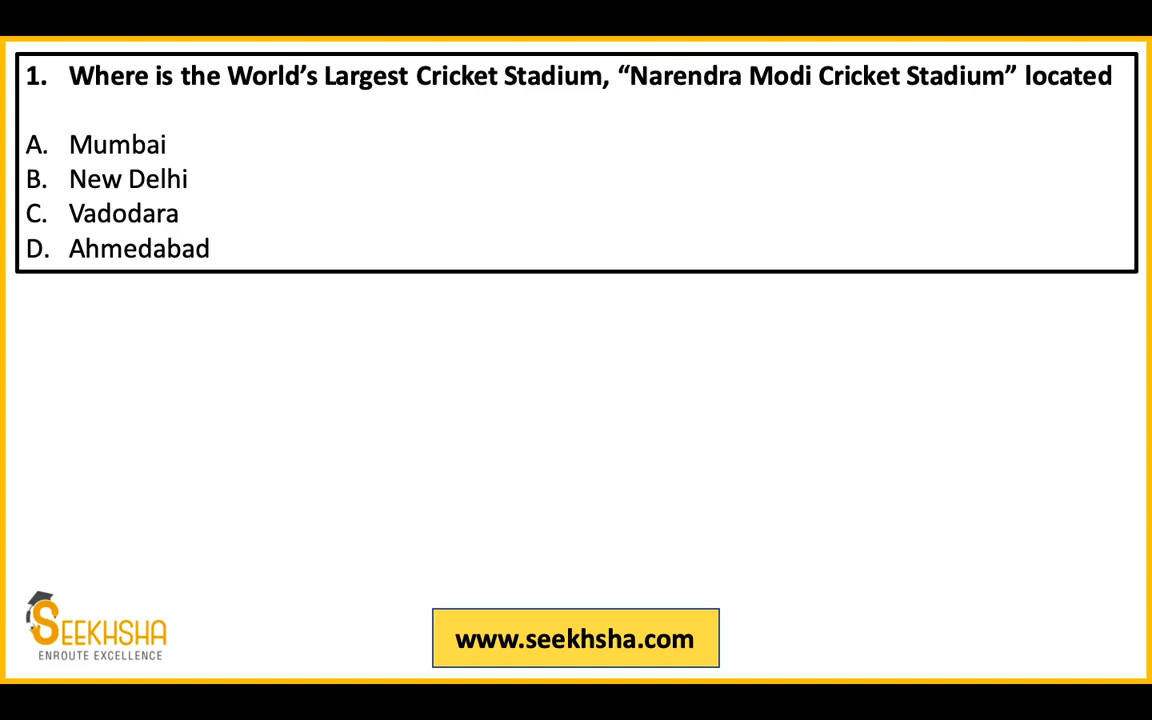 1. Where is the World’s Largest Cricket Stadium, “Narendra Modi Cricket Stadium” located
A. Mumbai
B. New Delhi
C. Vadodara
D. Ahmedabad
SEEKHSHA
ENROUTE EXCELLENCE
www.seekhsha.com